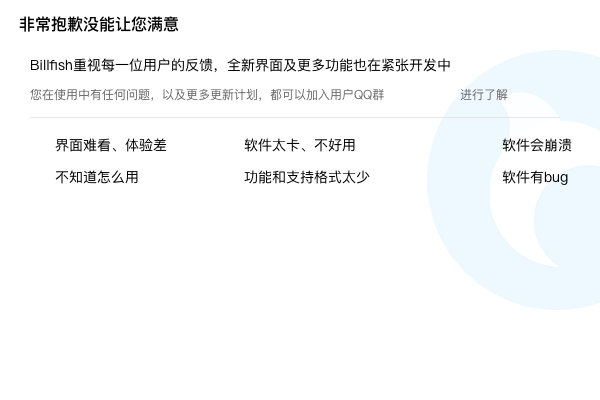 非常抱歉没能让您满意
Billfish重视每一位用户的反馈，全新界面及更多功能也在紧张开发中
您在使用中有任何问题，以及更多更新计划，都可以加入用户QQ群 进行了解
界面难看、体验差 软件太卡、不好用 软件会崩溃
不知道怎么用 功能和支持格式太少 软件有bug